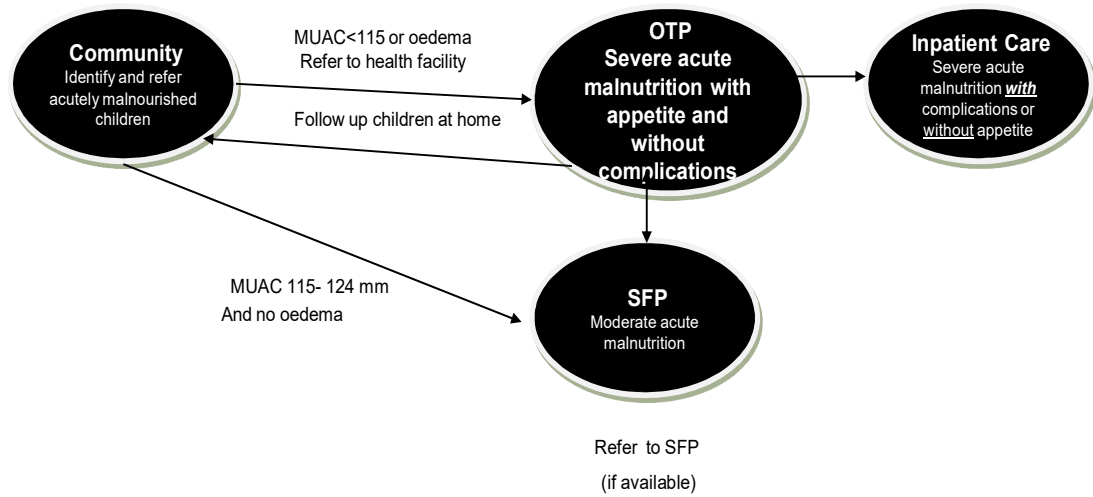 Community
Identify and refer
acutely malnourished
children
MUAC<115 or oedema
Refer to health facility
Follow up children at home
OTP
Severe acute
malnutrition with
appetite and
without
complications
Inpatient Care
Severe acute
malnutrition with
complications or
without appetite
MUAC 115- 124 mm
And no oedema
SFP
Moderate acute
malnutrition
Refer to SFP
(if available)